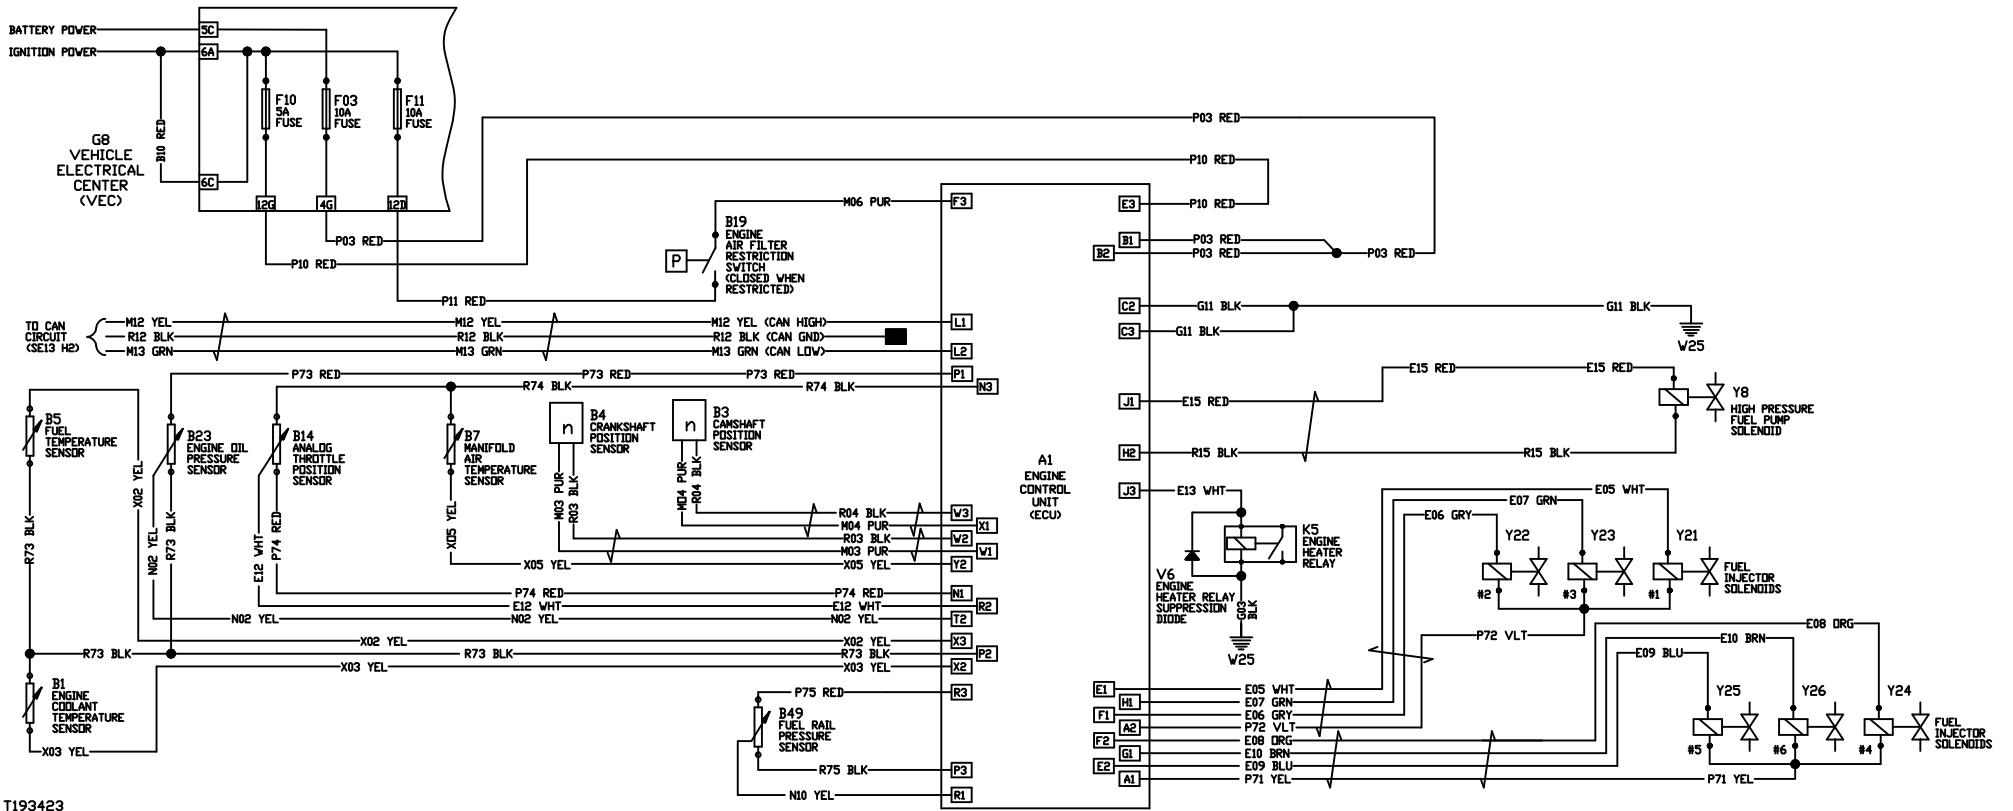 BATTERY POWER
5C
IGNITION POWER
6A
B10 RED
6C
F10
5A
FUSE
F03
10A
FUSE
F11
10A
FUSE
G8
VEHICLE
ELECTRICAL
CENTER
(VEC)
12G
4G
12D
P03 RED
P10 RED
P11 RED
P03 RED
P10 RED
M06 PUR
F3
B19
ENGINE
AIR FILTER
RESTRICTION
SWITCH
(CLOSED WHEN
RESTRICTED)
P
TO CAN
CIRCUIT
(SE13 H2)
M12 YEL
M12 YEL
M12 YEL (CAN HIGH)
L1
R12 BLK
R12 BLK
R12 BLK (CAN GND)
M13 GRN
M13 GRN
M13 GRN (CAN LOW)
L2
P73 RED
P73 RED
P73 RED
P1
R74 BLK
R74 BLK
N3
B5
FUEL
TEMPERATURE
SENSOR
B23
ENGINE OIL
PRESSURE
SENSOR
B14
ANALOG
THROTTLE
POSITION
SENSOR
B7
MANIFOLD
AIR
TEMPERATURE
SENSOR
n
B4
CRANKSHAFT
POSITION
SENSOR
n
B3
CAMSHAFT
POSITION
SENSOR
R73 BLK
X02 YEL
N02 YEL
R73 BLK
E12 WHT
P74 RED
X05 YEL
M03 PUR
R03 BLK
M04 PUR
R04 BLK
R04 BLK
W3
M04 PUR
X1
R03 BLK
W2
M03 PUR
W1
X05 YEL
X05 YEL
Y2
P74 RED
P74 RED
N1
E12 WHT
E12 WHT
R2
N02 YEL
N02 YEL
N02 YEL
T2
X02 YEL
X02 YEL
X3
R73 BLK
R73 BLK
R73 BLK
P2
X03 YEL
X03 YEL
X2
B1
ENGINE
COOLANT
TEMPERATURE
SENSOR
X03 YEL
P75 RED
R3
B49
FUEL RAIL
PRESSURE
SENSOR
R75 BLK
P3
N10 YEL
R1
A1
ENGINE
CONTROL
UNIT
(ECU)
E3
P10 RED
B1
P03 RED
B2
P03 RED
P03 RED
C2
G11 BLK
G11 BLK
C3
G11 BLK
W25
J1
E15 RED
E15 RED
E15 RED
Y8
HIGH PRESSURE
FUEL PUMP
SOLENOID
H2
R15 BLK
R15 BLK
J3
E13 WHT
K5
ENGINE
HEATER
RELAY
V6
ENGINE
HEATER RELAY
SUPPRESSION
DIODE
G03
BLK
W25
E05 WHT
E07 GRN
E06 GRY
Y22
Y23
Y21
#2
#3
#1
FUEL
INJECTOR
SOLENOIDS
P72 VLT
E08 ORG
E10 BRN
E09 BLU
E1
E05 WHT
H1
E07 GRN
F1
E06 GRY
A2
P72 VLT
F2
E08 ORG
G1
E10 BRN
E2
E09 BLU
A1
P71 YEL
P71 YEL
Y25
Y26
Y24
#5
#6
#4
FUEL
INJECTOR
SOLENOIDS
T193423